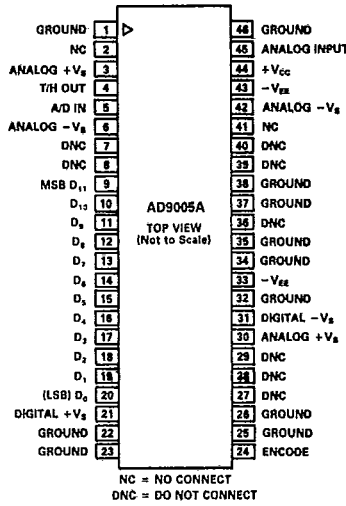 GROUND 1
NC 2
ANALOG +VS 3
T/H OUT 4
A/D IN 5
ANALOG −VS 6
DNC 7
DNC 8
MSB D11 9
D10 10
D9 11
D8 12
D7 13
D6 14
D5 15
D4 16
D3 17
D2 18
D1 19
(LSB) D0 20
DIGITAL +VS 21
GROUND 22
GROUND 23
AD9005A
TOP VIEW
(Not to Scale)
46 GROUND
45 ANALOG INPUT
44 +VCC
43 −VEE
42 ANALOG −VS
41 NC
40 DNC
39 DNC
38 GROUND
37 GROUND
36 DNC
35 GROUND
34 GROUND
33 −VEE
32 GROUND
31 DIGITAL −VS
30 ANALOG +VS
29 DNC
28 DNC
27 DNC
26 GROUND
25 GROUND
24 ENCODE
NC = NO CONNECT
DNC = DO NOT CONNECT